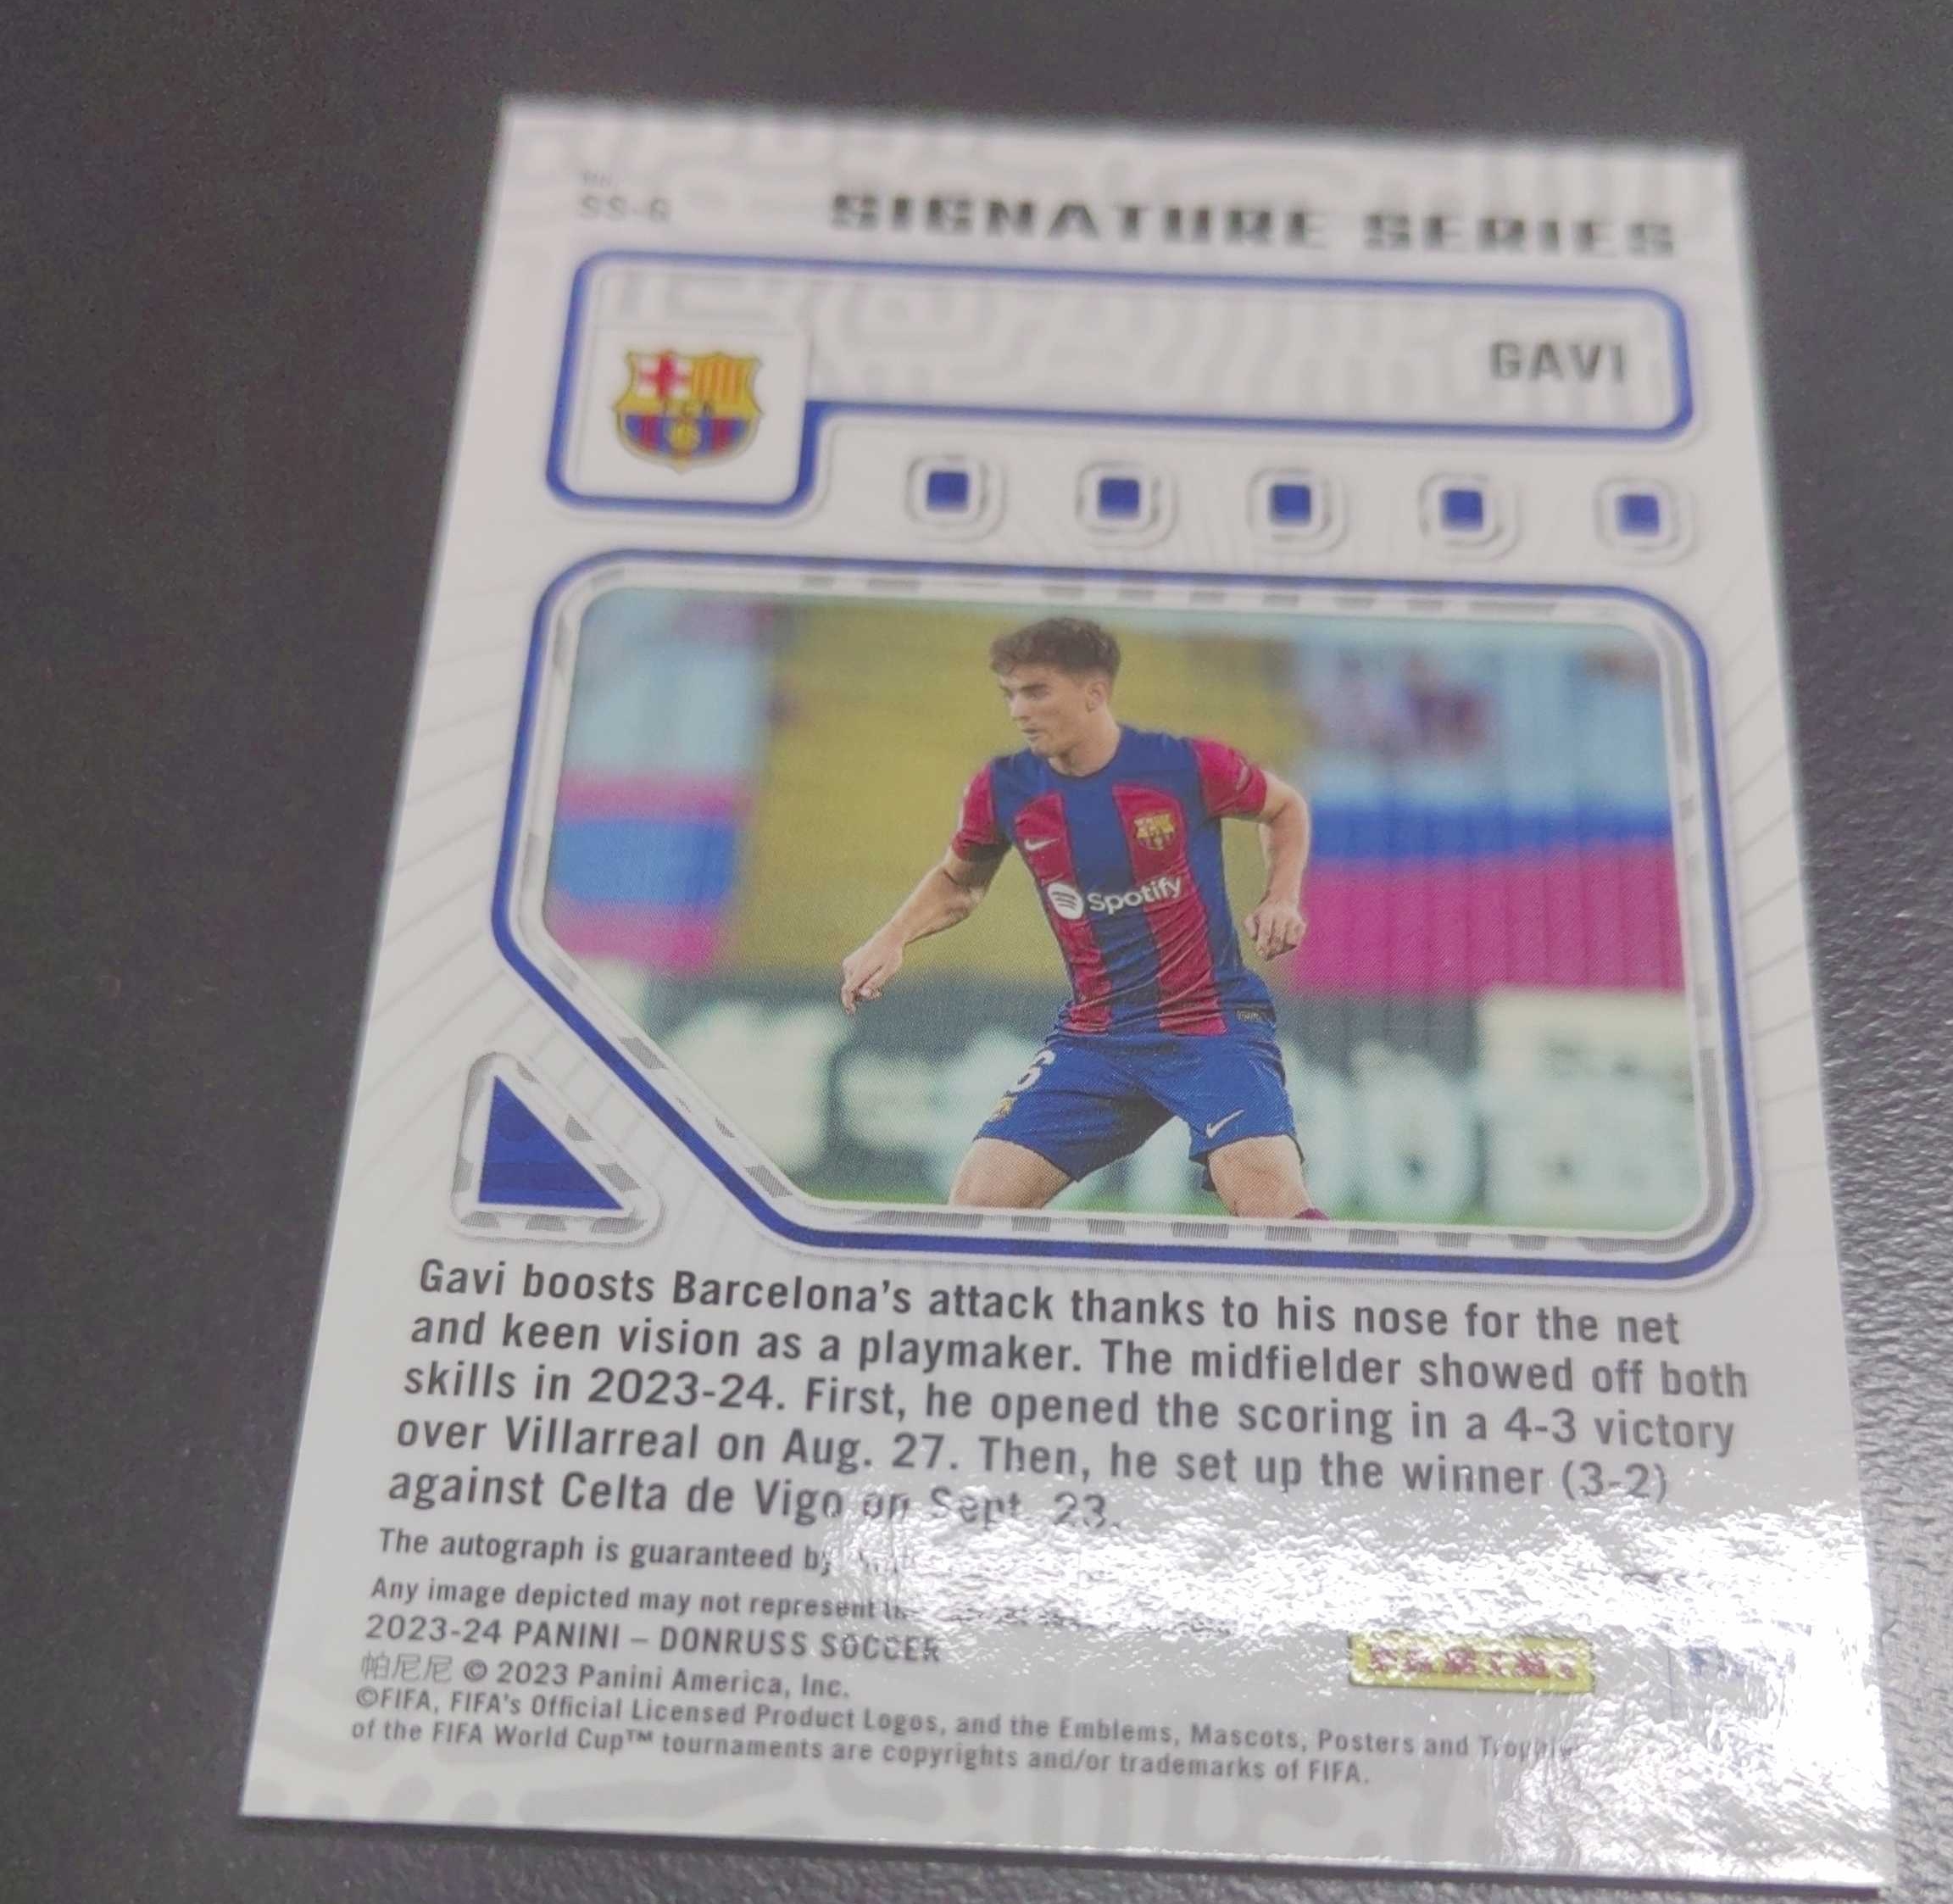 No.
SS-G
SIGNATURE SERIES
GAVI
Spotify
6
Gavi boosts Barcelona's attack thanks to his nose for the net
and keen vision as a playmaker. The midfielder showed off both
skills in 2023-24. First, he opened the scoring in a 4-3 victory
over Villarreal on Aug. 27. Then, he set up the winner (3-2)
against Celta de Vigo on Sept. 23.
The autograph is guaranteed by
Any image depicted may not represent
2023-24 PANINI – DONRUSS SOCCER
帕尼尼 © 2023 Panini America, Inc.
PANINI
©FIFA, FIFA's Official Licensed Product Logos, and the Emblems, Mascots, Posters and
of the FIFA World Cup™ tournaments are copyrights and/or trademarks of FIFA.